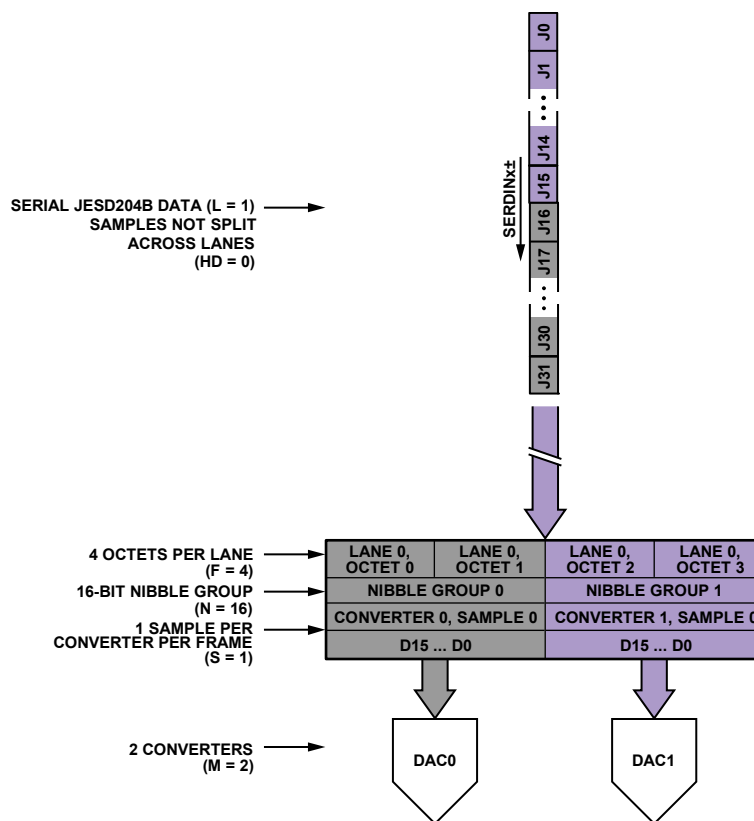 J0
J1
J14
J15
J16
J17
J30
J31
SERDINx±
SERIAL JESD204B DATA (L = 1)
SAMPLES NOT SPLIT
ACROSS LANES
(HD = 0)
4 OCTETS PER LANE
(F = 4)
LANE 0,
OCTET 0
LANE 0,
OCTET 1
LANE 0,
OCTET 2
LANE 0,
OCTET 3
16-BIT NIBBLE GROUP
(N = 16)
NIBBLE GROUP 0
NIBBLE GROUP 1
1 SAMPLE PER
CONVERTER PER FRAME
(S = 1)
CONVERTER 0, SAMPLE 0
CONVERTER 1, SAMPLE 0
D15 ... D0
D15 ... D0
2 CONVERTERS
(M = 2)
DAC0
DAC1